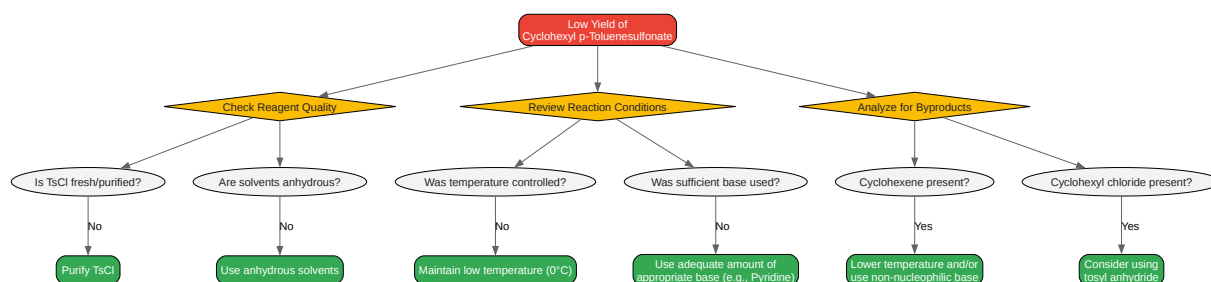 Low Yield of
Cyclohexyl p-Toluenesulfonate
Check Reagent Quality
Review Reaction Conditions
Analyze for Byproducts
Is TsCl fresh/purified?
Are solvents anhydrous?
Was temperature controlled?
Was sufficient base used?
Cyclohexene present?
Cyclohexyl chloride present?
No
No
No
No
Yes
Yes
Purify TsCl
Use anhydrous solvents
Maintain low temperature (0°C)
Use adequate amount of
appropriate base (e.g., Pyridine)
Lower temperature and/or
use non-nucleophilic base
Consider using
tosyl anhydride